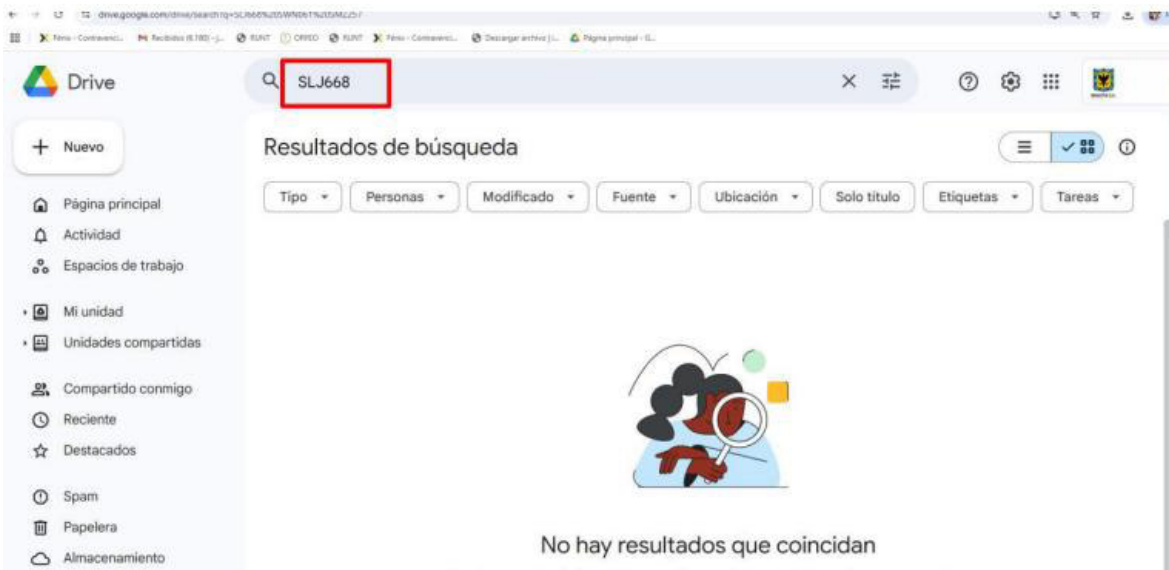 Drive
SLJ668
Nuevo
Resultados de búsqueda
Tipo
Personas
Modificado
Fuente
Ubicación
Solo título
Etiquetas
Tareas
Página principal
Actividad
Espacios de trabajo
Mi unidad
Unidades compartidas
Compartido conmigo
Reciente
Destacados
Spam
Papelera
Almacenamiento
No hay resultados que coincidan